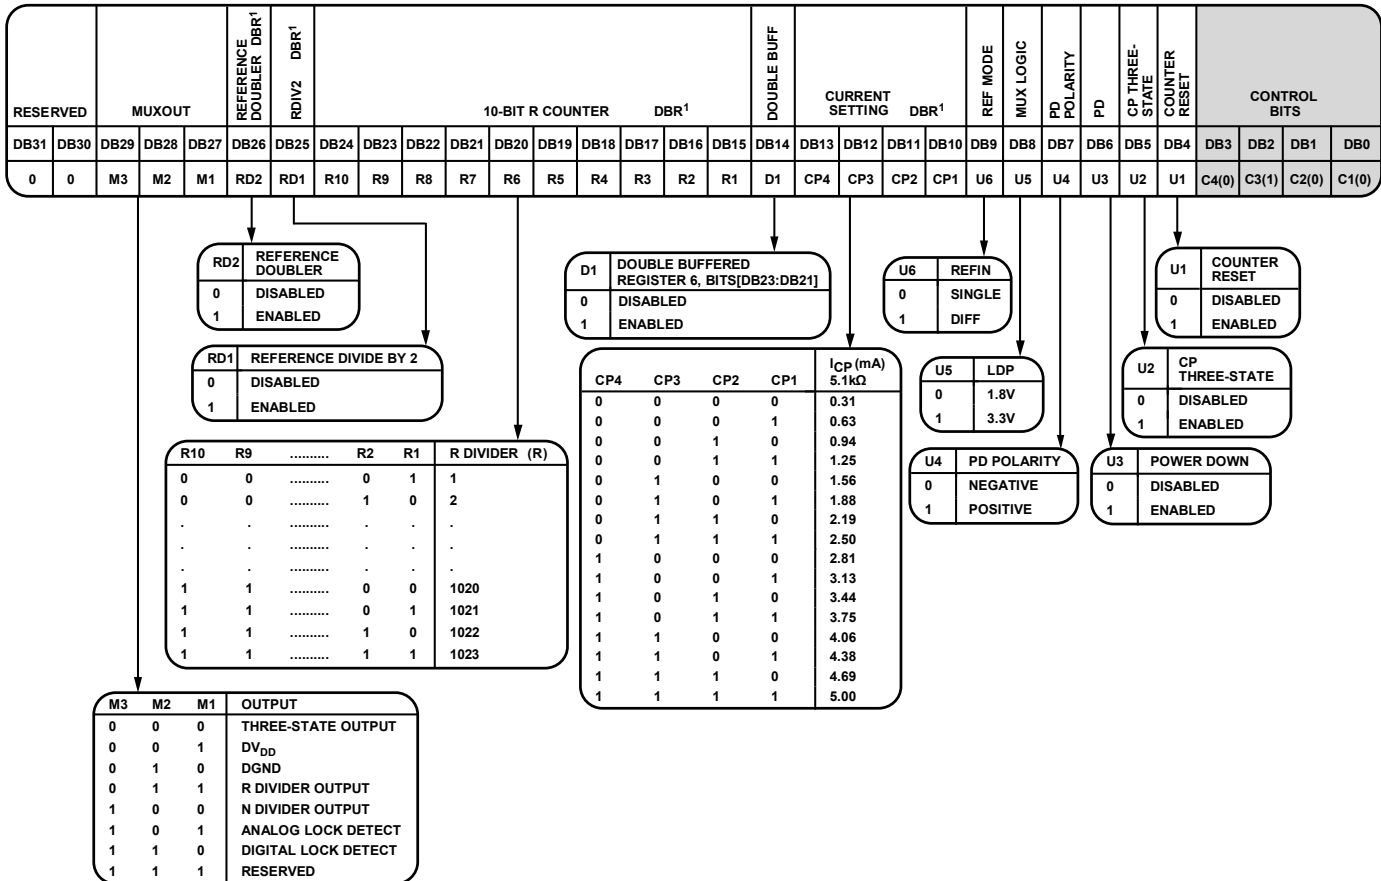 RESERVED MUXOUT REFERENCE DOUBLER DBR1 RDIV2 DBR1 10-BIT R COUNTER DBR1 DOUBLE BUFF CURRENT SETTING DBR1 REF MODE MUX LOGIC PD POLARITY PD CP THREE-STATE COUNTER RESET CONTROL BITS
DB31 DB30 DB29 DB28 DB27 DB26 DB25 DB24 DB23 DB22 DB21 DB20 DB19 DB18 DB17 DB16 DB15 DB14 DB13 DB12 DB11 DB10 DB9 DB8 DB7 DB6 DB5 DB4 DB3 DB2 DB1 DB0
0 0 M3 M2 M1 RD2 RD1 R10 R9 R8 R7 R6 R5 R4 R3 R2 R1 D1 CP4 CP3 CP2 CP1 U6 U5 U4 U3 U2 U1 C4(0) C3(1) C2(0) C1(0)
RD2 REFERENCE
DOUBLER
0 DISABLED
1 ENABLED
RD1 REFERENCE DIVIDE BY 2
0 DISABLED
1 ENABLED
R10 R9 .......... R2 R1 R DIVIDER (R)
0 0 .......... 0 1 1
0 0 .......... 1 0 2
. . .......... . . .
. . .......... . . .
. . .......... . . .
1 1 .......... 0 0 1020
1 1 .......... 0 1 1021
1 1 .......... 1 0 1022
1 1 .......... 1 1 1023
M3 M2 M1 OUTPUT
0 0 0 THREE-STATE OUTPUT
0 0 1 DVDD
0 1 0 DGND
0 1 1 R DIVIDER OUTPUT
1 0 0 N DIVIDER OUTPUT
1 0 1 ANALOG LOCK DETECT
1 1 0 DIGITAL LOCK DETECT
1 1 1 RESERVED
D1 DOUBLE BUFFERED
REGISTER 6, BITS[DB23:DB21]
0 DISABLED
1 ENABLED
ICP (mA)
CP4 CP3 CP2 CP1 5.1kΩ
0 0 0 0 0.31
0 0 0 1 0.63
0 0 1 0 0.94
0 0 1 1 1.25
0 1 0 0 1.56
0 1 0 1 1.88
0 1 1 0 2.19
0 1 1 1 2.50
1 0 0 0 2.81
1 0 0 1 3.13
1 0 1 0 3.44
1 0 1 1 3.75
1 1 0 0 4.06
1 1 0 1 4.38
1 1 1 0 4.69
1 1 1 1 5.00
U6 REFIN
0 SINGLE
1 DIFF
U5 LDP
0 1.8V
1 3.3V
U4 PD POLARITY
0 NEGATIVE
1 POSITIVE
U3 POWER DOWN
0 DISABLED
1 ENABLED
U2 CP
THREE-STATE
0 DISABLED
1 ENABLED
U1 COUNTER
RESET
0 DISABLED
1 ENABLED